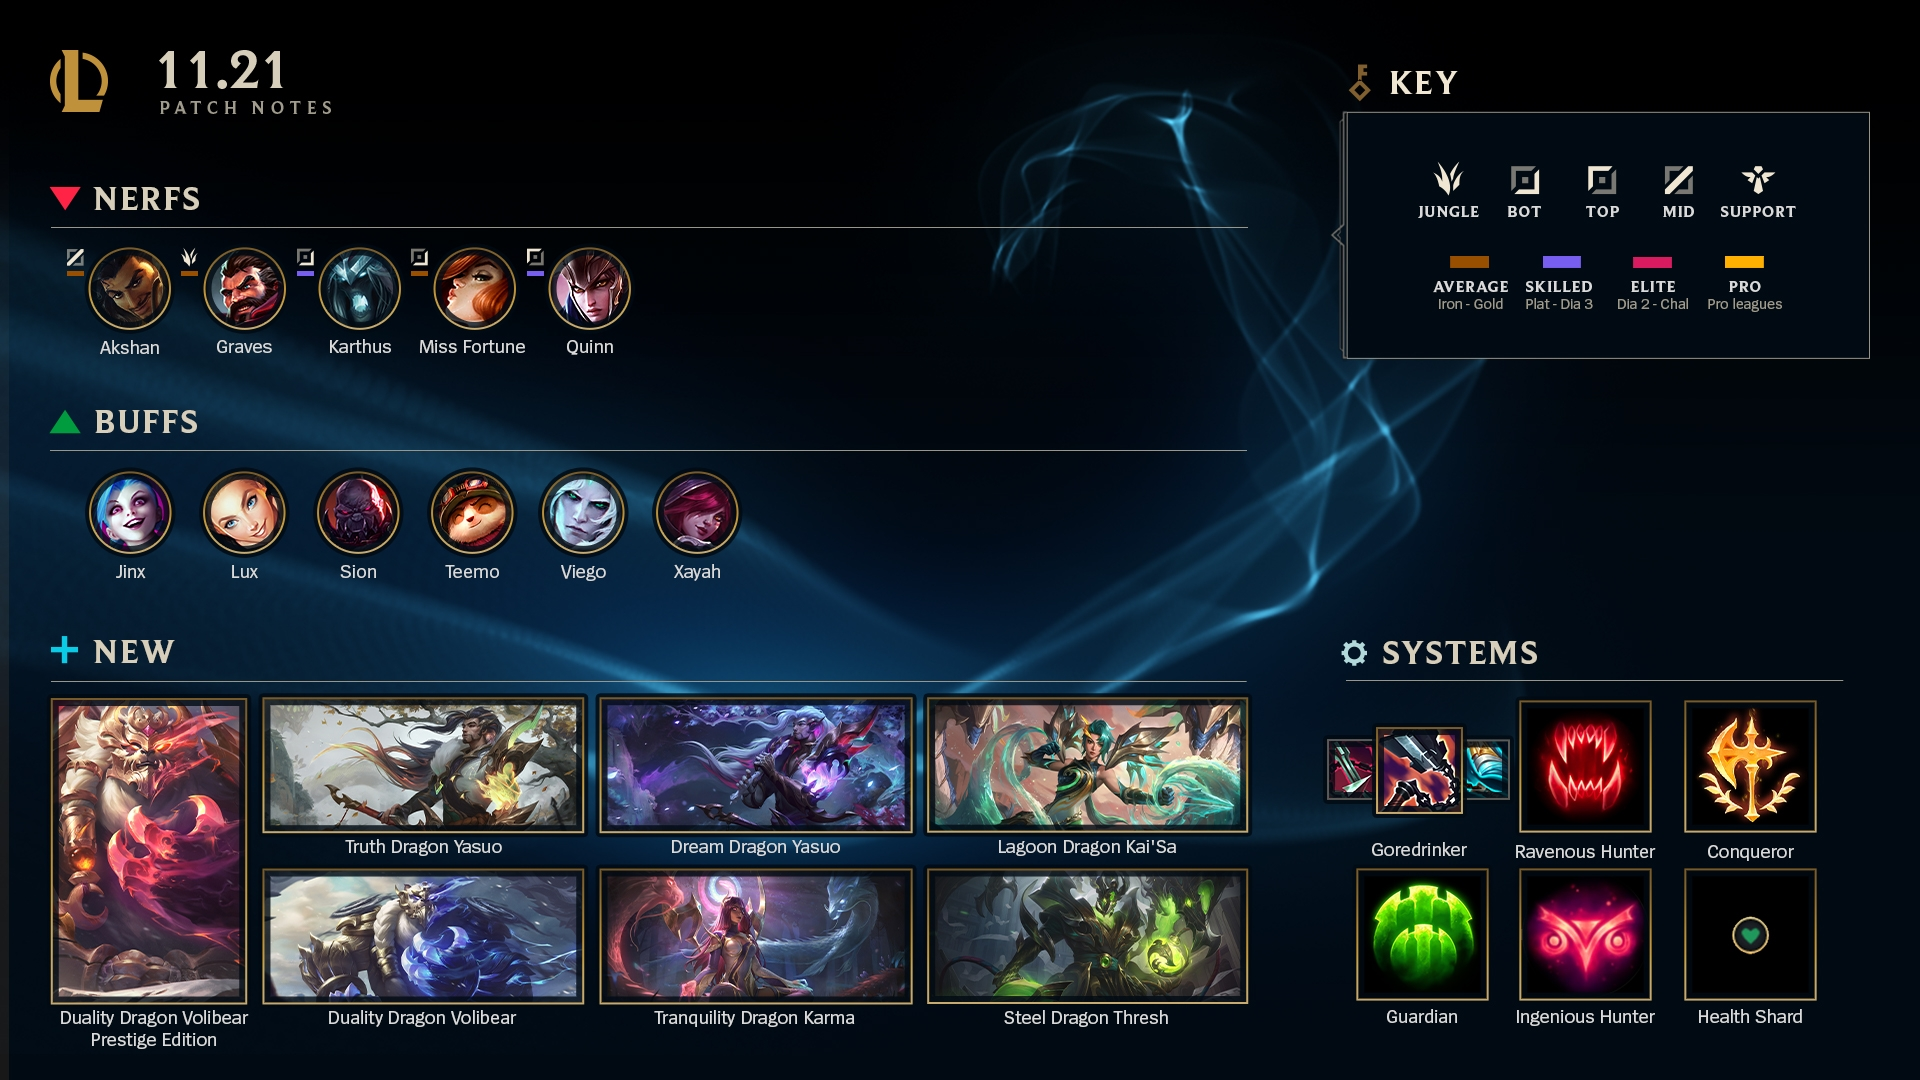 11.21
PATCH NOTES
KEY
JUNGLE BOT TOP MID SUPPORT
AVERAGE SKILLED ELITE PRO
Iron - Gold Plat - Dia 3 Dia 2 - Chal Pro leagues
NERFS
Akshan Graves Karthus Miss Fortune Quinn
BUFFS
Jinx Lux Sion Teemo Viego Xayah
NEW
Truth Dragon Yasuo Dream Dragon Yasuo Lagoon Dragon Kai'Sa
Duality Dragon Volibear
Prestige Edition
Duality Dragon Volibear Tranquility Dragon Karma Steel Dragon Thresh
SYSTEMS
Goredrinker Ravenous Hunter Conqueror
Guardian Ingenious Hunter Health Shard